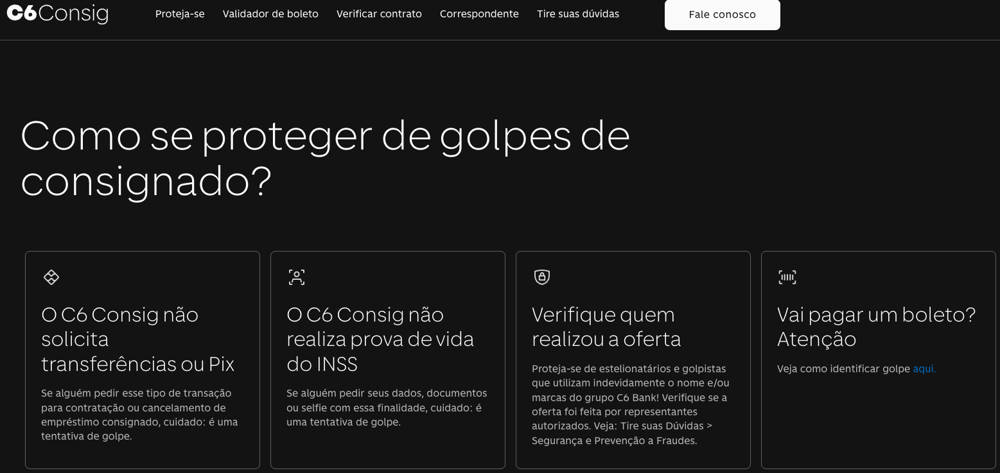 C6Consig
Proteja-se
Validador de boleto
Verificar contrato
Correspondente
Tire suas dúvidas
Fale conosco
Como se proteger de golpes de
consignado?
O C6 Consig não
solicita
transferências ou Pix
Se alguém pedir esse tipo de transação
para contratação ou cancelamento de
empréstimo consignado, cuidado: é uma
tentativa de golpe.
O C6 Consig não
realiza prova de vida
do INSS
Se alguém pedir seus dados, documentos
ou selfie com essa finalidade, cuidado: é
uma tentativa de golpe.
Verifique quem
realizou a oferta
Proteja-se de estelionatários e golpistas
que utilizam indevidamente o nome e/ou
marcas do grupo C6 Bank! Verifique se a
oferta foi feita por representantes
autorizados. Veja: Tire suas Dúvidas >
Segurança e Prevenção a Fraudes.
Vai pagar um boleto?
Atenção
Veja como identificar golpe aqui.